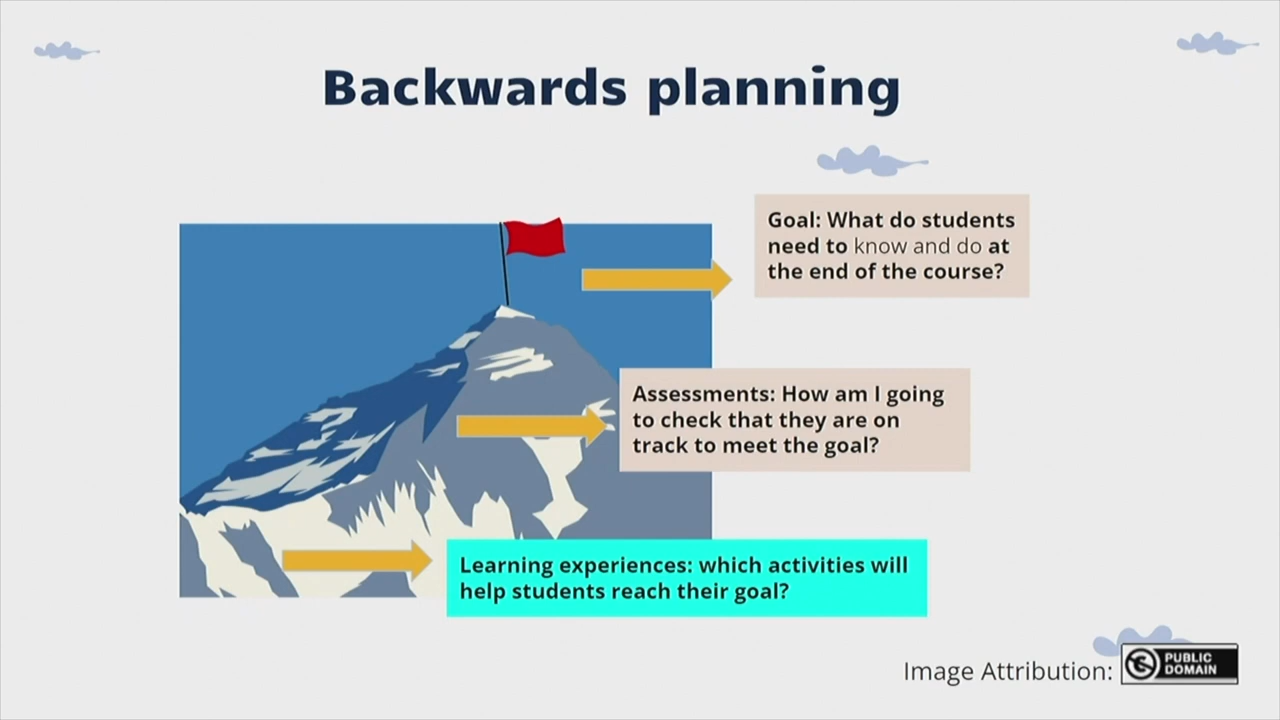 Backwards planning
Goal: What do students
need to know and do at
the end of the course?
Assessments: How am I going
to check that they are on
track to meet the goal?
Learning experiences: which activities will
help students reach their goal?
Image Attribution:
PUBLIC
DOMAIN